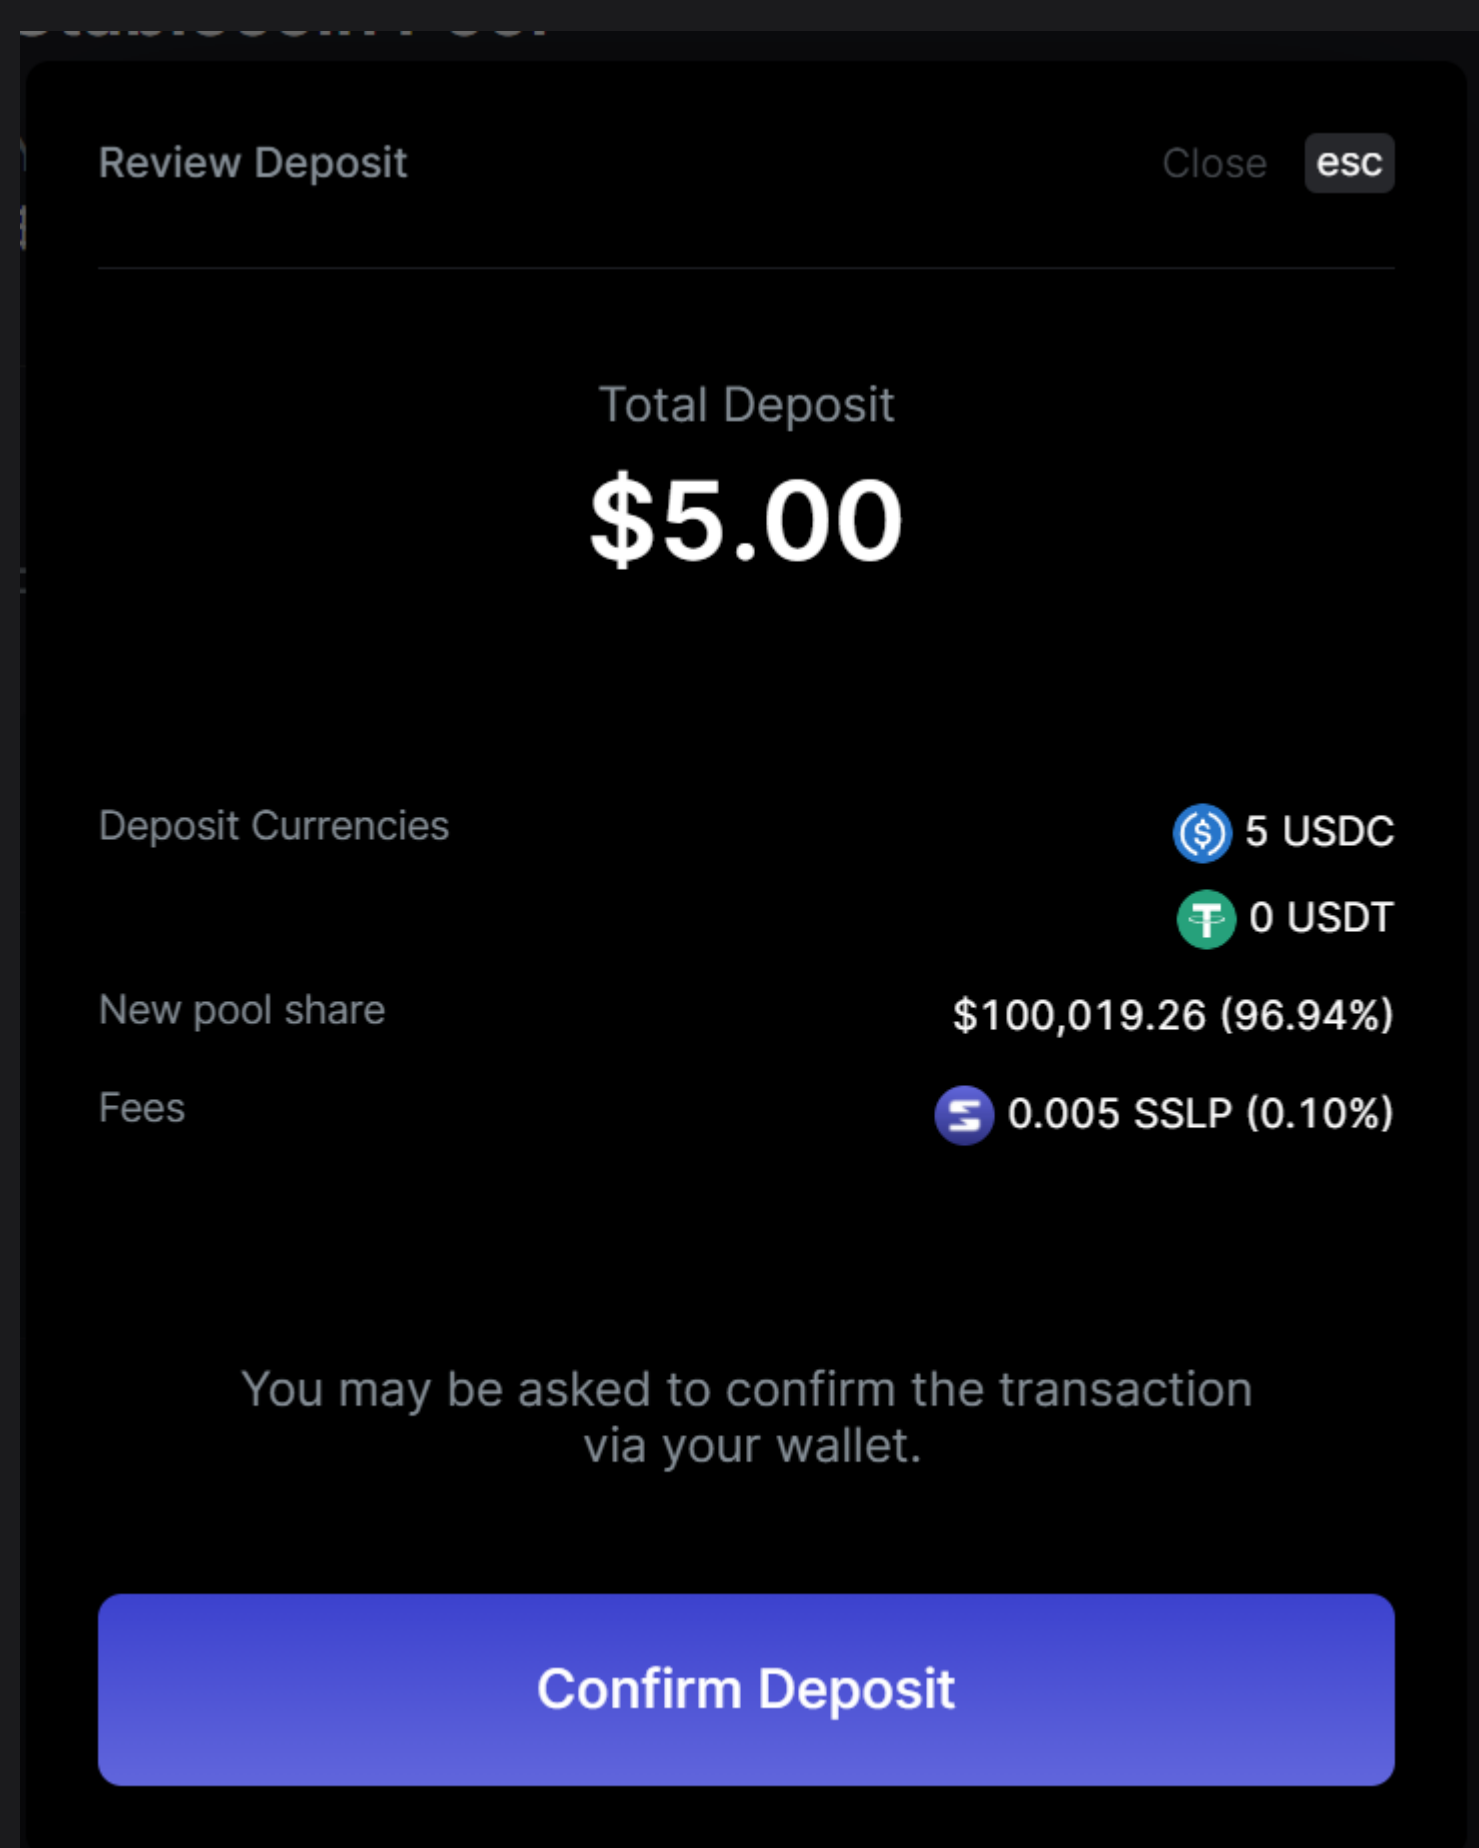 Review Deposit
Close esc
Total Deposit
$5.00
Deposit Currencies
5 USDC
0 USDT
New pool share
$100,019.26 (96.94%)
Fees
0.005 SSLP (0.10%)
You may be asked to confirm the transaction
via your wallet.
Confirm Deposit